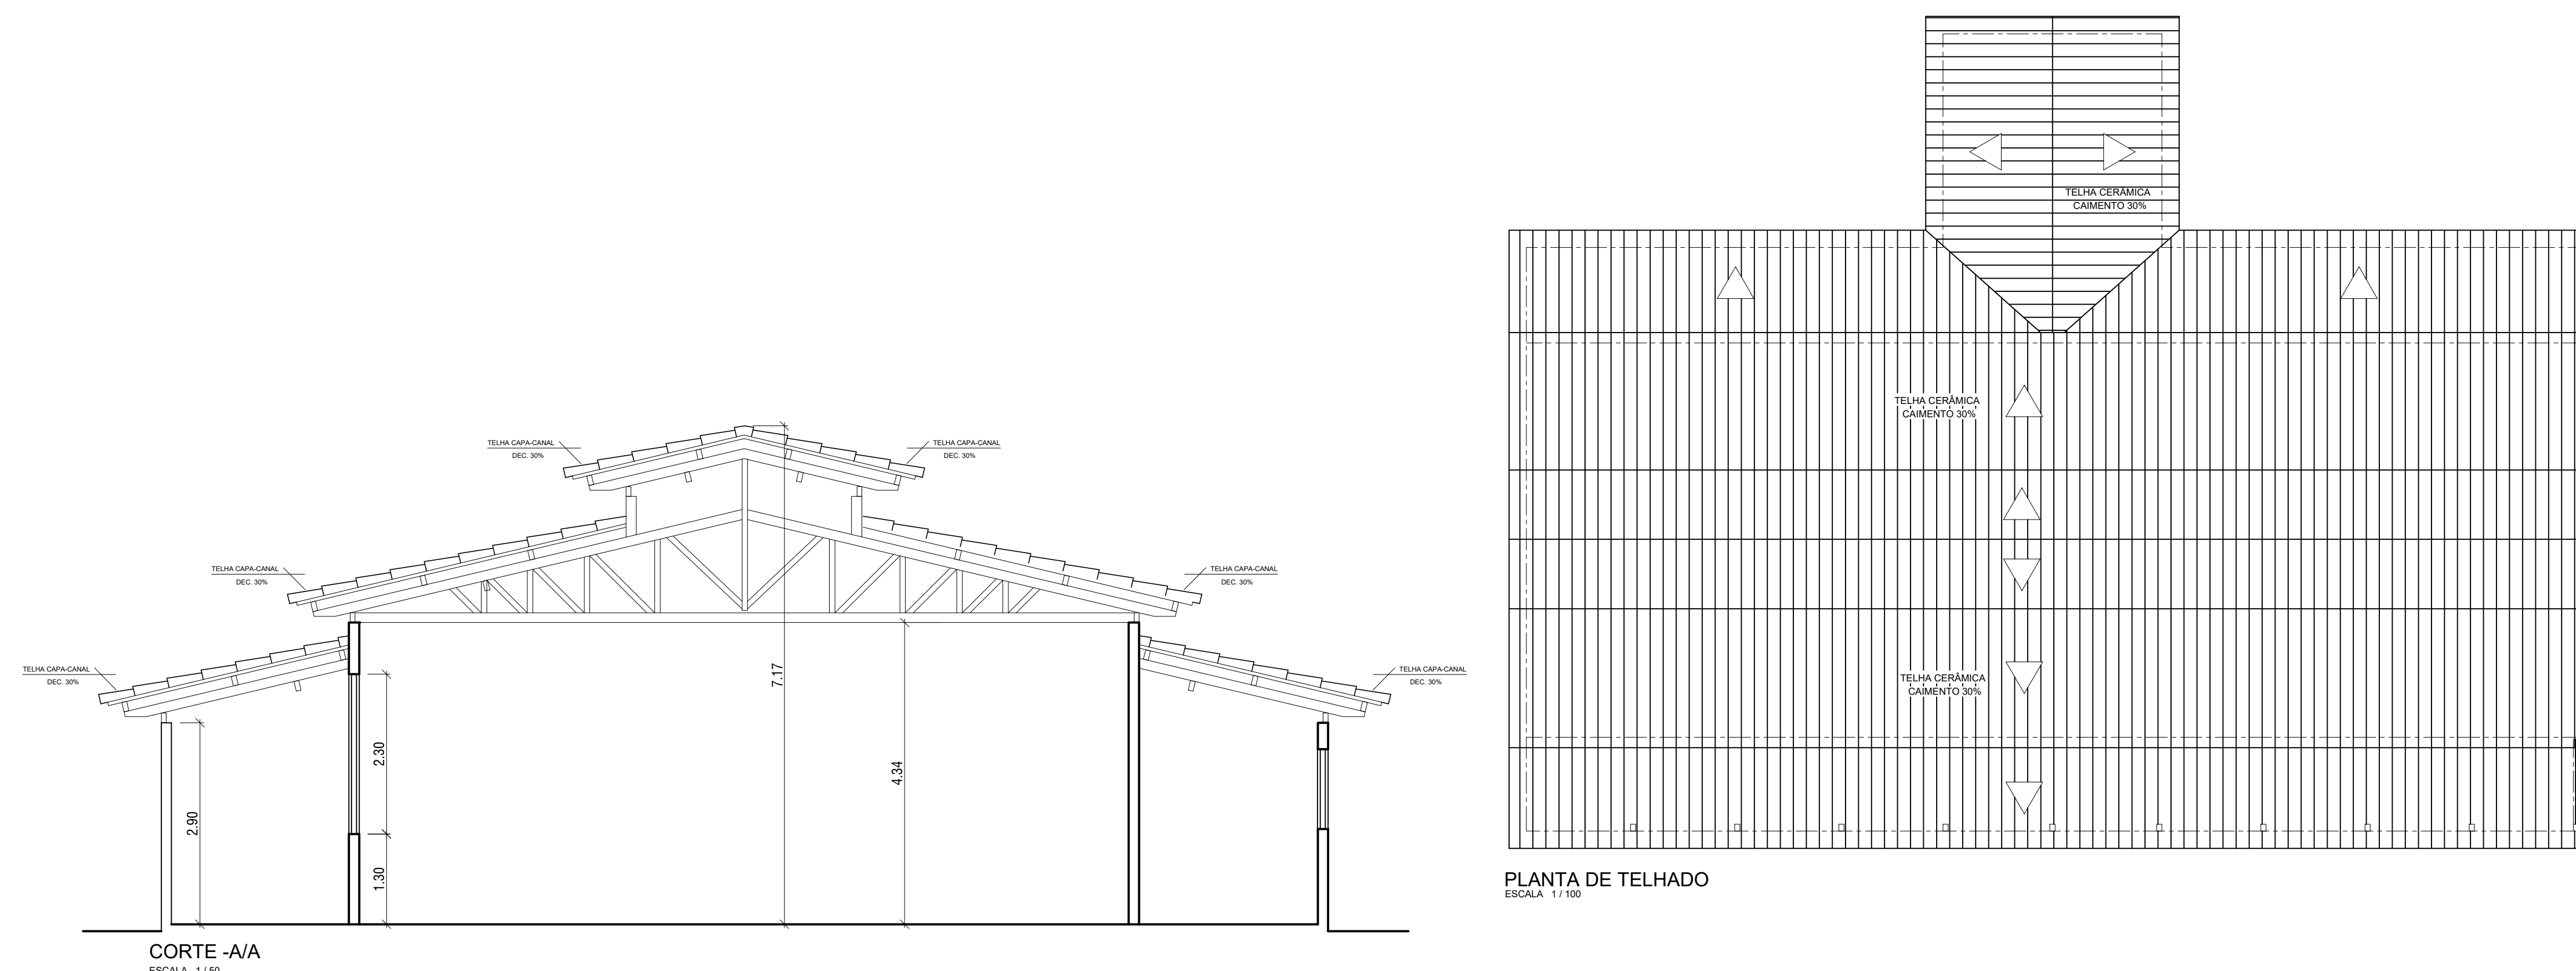 TELHA CAPA-CANAL
DEC. 30%
TELHA CAPA-CANAL
DEC. 30%
TELHA CAPA-CANAL
DEC. 30%
TELHA CAPA-CANAL
DEC. 30%
TELHA CAPA-CANAL
DEC. 30%
TELHA CAPA-CANAL
DEC. 30%
7.17
2.30
4.34
2.90
1.30
CORTE -A/A
ESCALA 1 / 50
TELHA CERÂMICA
CAIMENTO 30%
TELHA CERÂMICA
CAIMENTO 30%
TELHA CERÂMICA
CAIMENTO 30%
PLANTA DE TELHADO
ESCALA 1 / 100